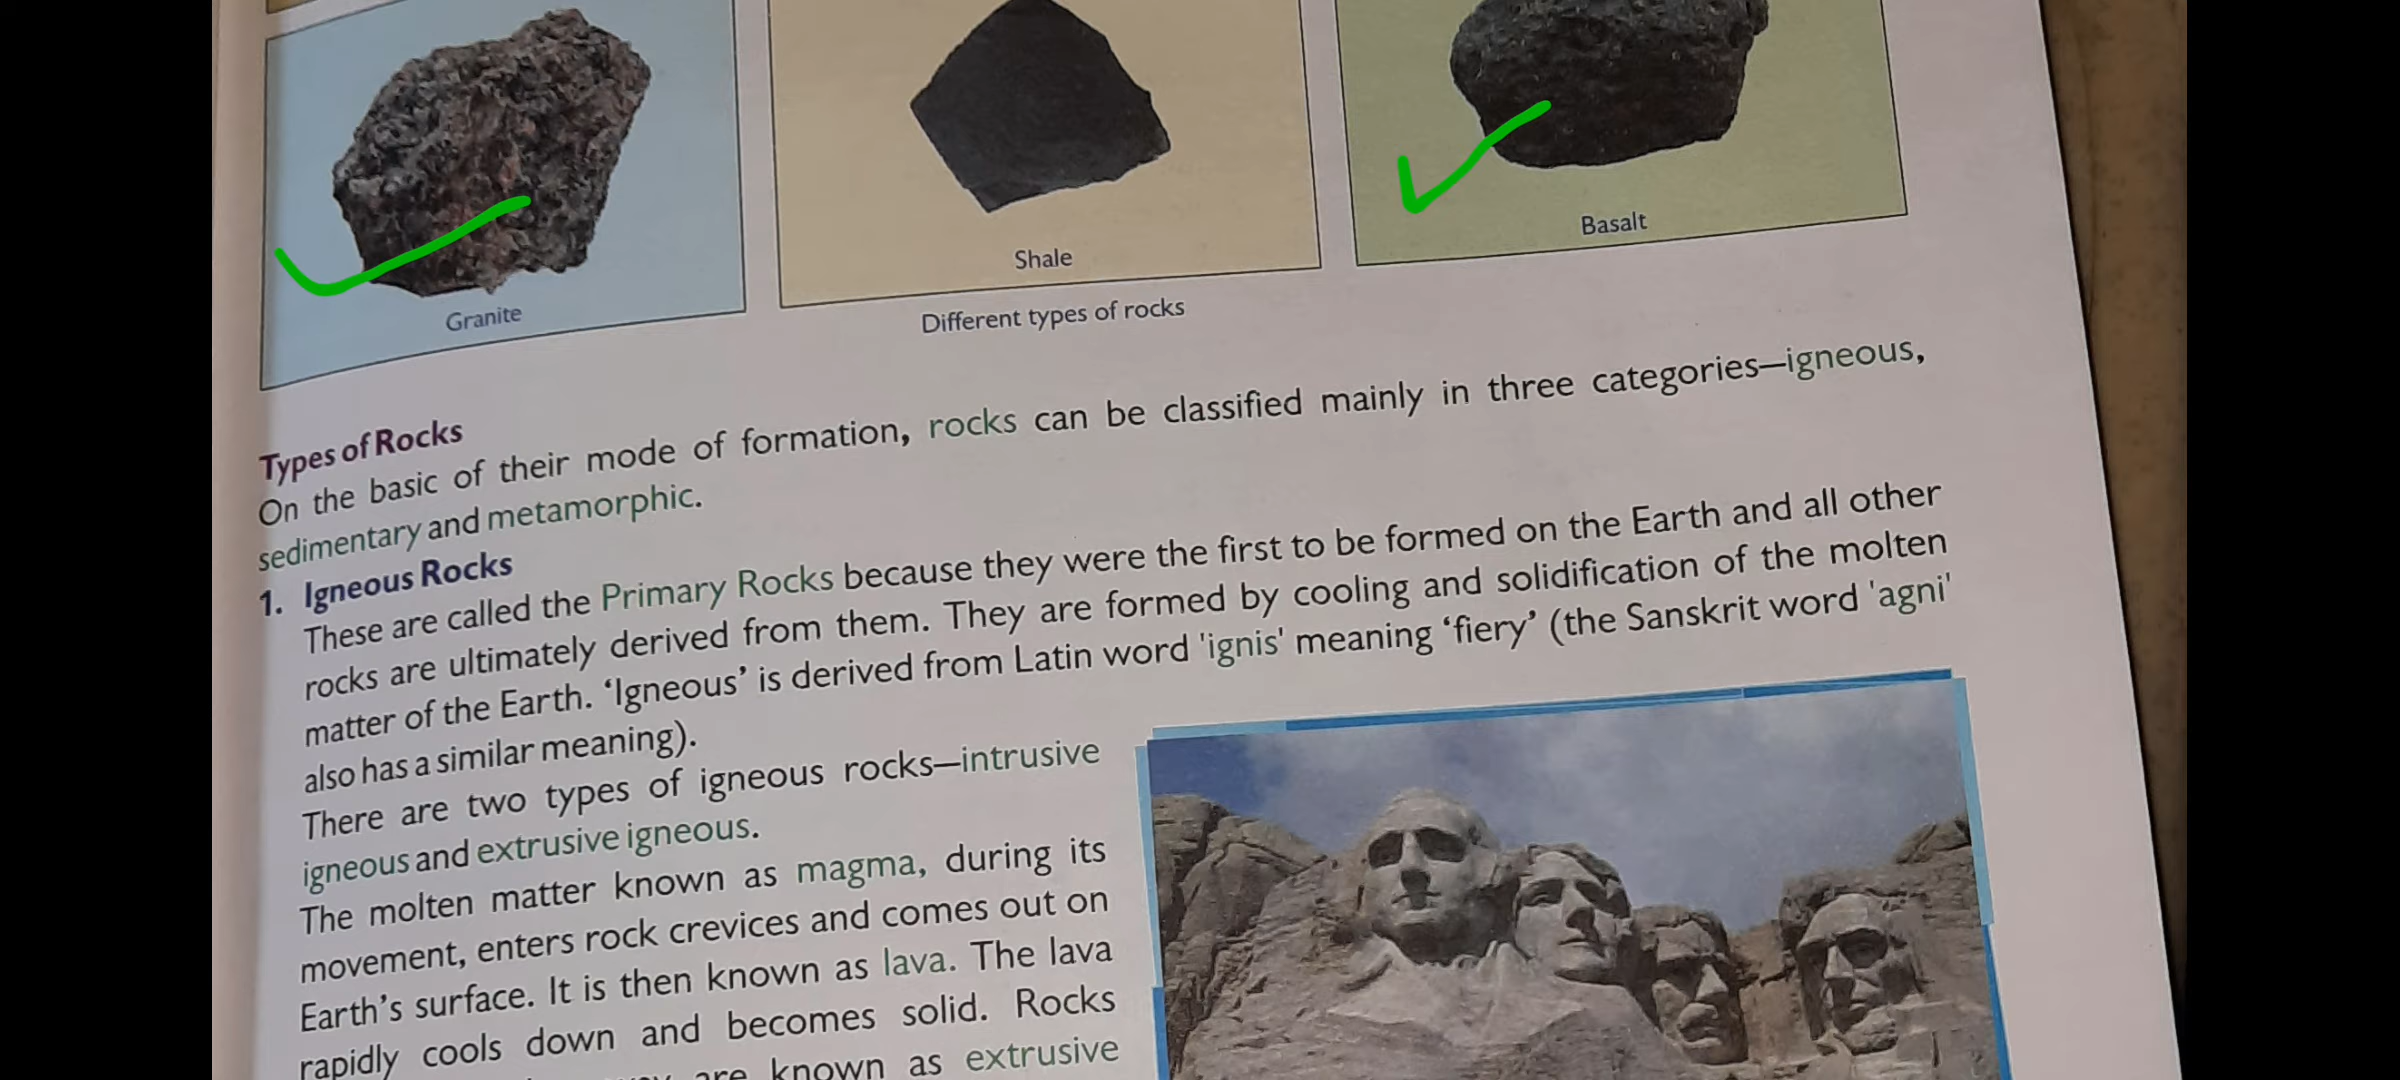 Granite
Shale
Basalt
Different types of rocks
Types of Rocks
On the basic of their mode of formation, rocks can be classified mainly in three categories—igneous,
sedimentary and metamorphic.
1. Igneous Rocks
These are called the Primary Rocks because they were the first to be formed on the Earth and all other
rocks are ultimately derived from them. They are formed by cooling and solidification of the molten
matter of the Earth. ‘Igneous’ is derived from Latin word 'ignis' meaning ‘fiery’ (the Sanskrit word 'agni'
also has a similar meaning).
There are two types of igneous rocks—intrusive
igneous and extrusive igneous.
The molten matter known as magma, during its
movement, enters rock crevices and comes out on
Earth’s surface. It is then known as lava. The lava
rapidly cools down and becomes solid. Rocks
are known as extrusive